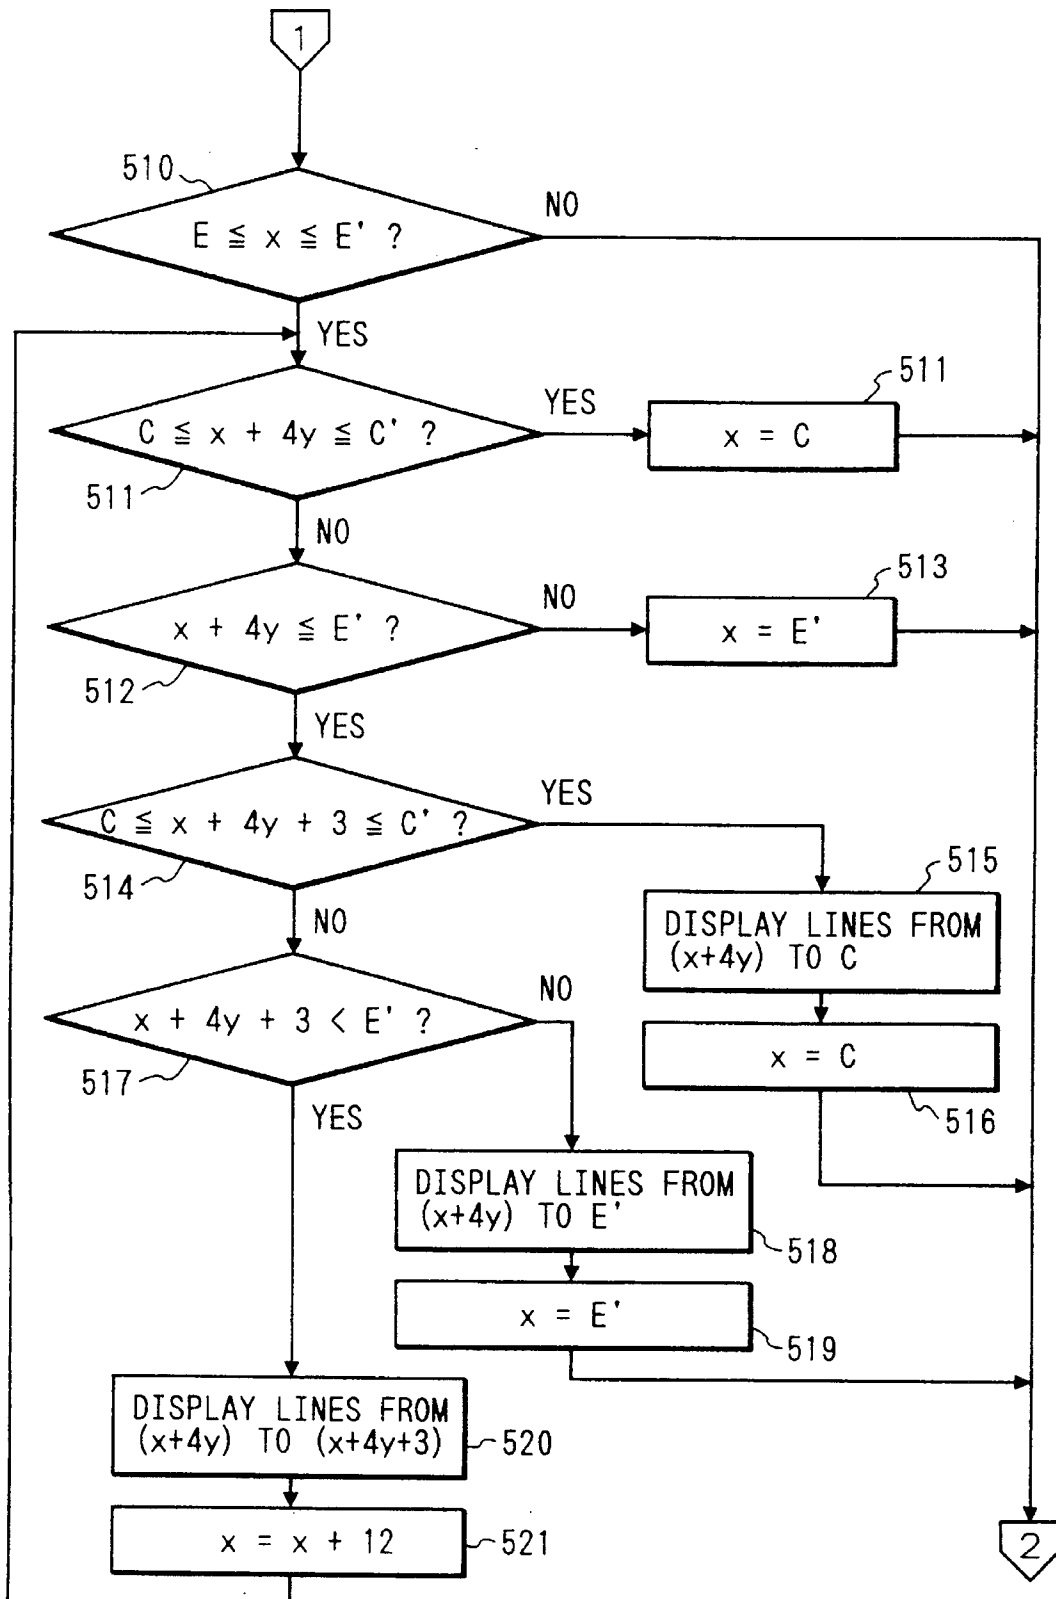 1
510
E ≦ x ≦ E' ?
NO
YES
C ≦ x + 4y ≦ C' ?
511
YES
x = C
511
NO
x + 4y ≦ E' ?
512
NO
x = E'
513
YES
C ≦ x + 4y + 3 ≦ C' ?
514
YES
515
DISPLAY LINES FROM
(x+4y) TO C
x = C
516
NO
x + 4y + 3 < E' ?
517
NO
DISPLAY LINES FROM
(x+4y) TO E'
518
x = E'
519
YES
DISPLAY LINES FROM
(x+4y) TO (x+4y+3)
520
x = x + 12
521
2